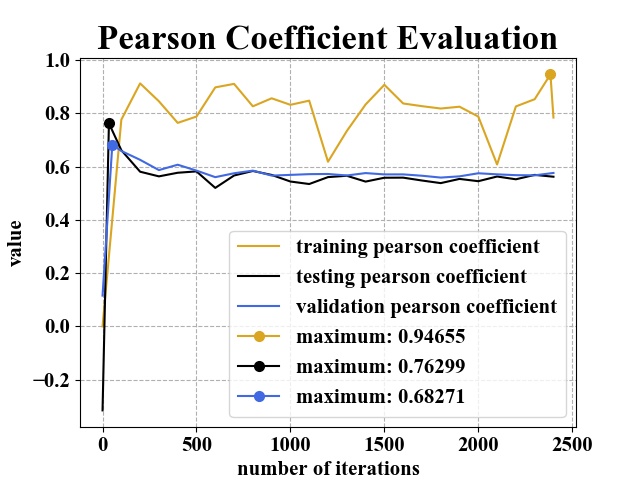 Pearson Coefficient Evaluation
1.0
0.8
0.6
0.4
0.2
0.0
−0.2
value
training pearson coefficient
testing pearson coefficient
validation pearson coefficient
maximum: 0.94655
maximum: 0.76299
maximum: 0.68271
0 500 1000 1500 2000 2500
number of iterations